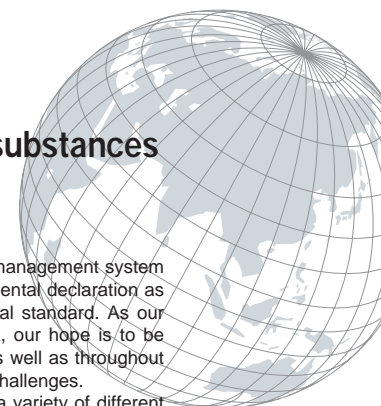 substances
management system
ental declaration as
al standard. As our
, our hope is to be
s well as throughout
hallenges.
a variety of different